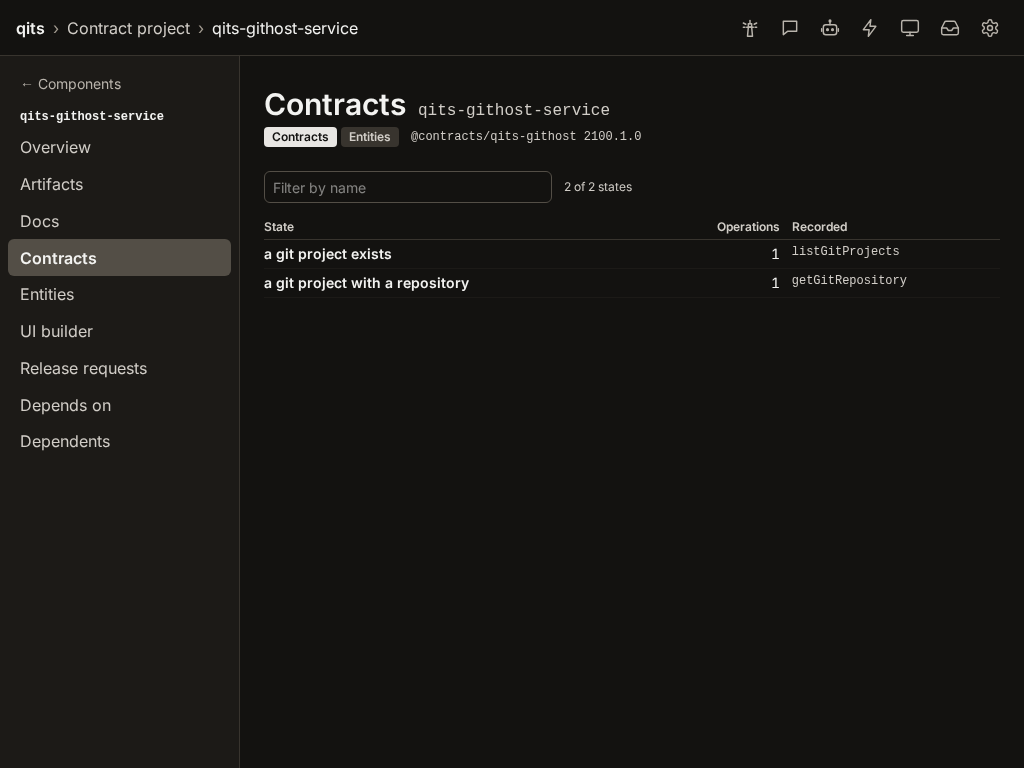 qits › Contract project › qits-githost-service
← Components
qits-githost-service
Overview
Artifacts
Docs
Contracts
Entities
UI builder
Release requests
Depends on
Dependents
Contracts qits-githost-service
Contracts Entities @contracts/qits-githost 2100.1.0
Filter by name 2 of 2 states
State Operations Recorded
a git project exists 1 listGitProjects
a git project with a repository 1 getGitRepository